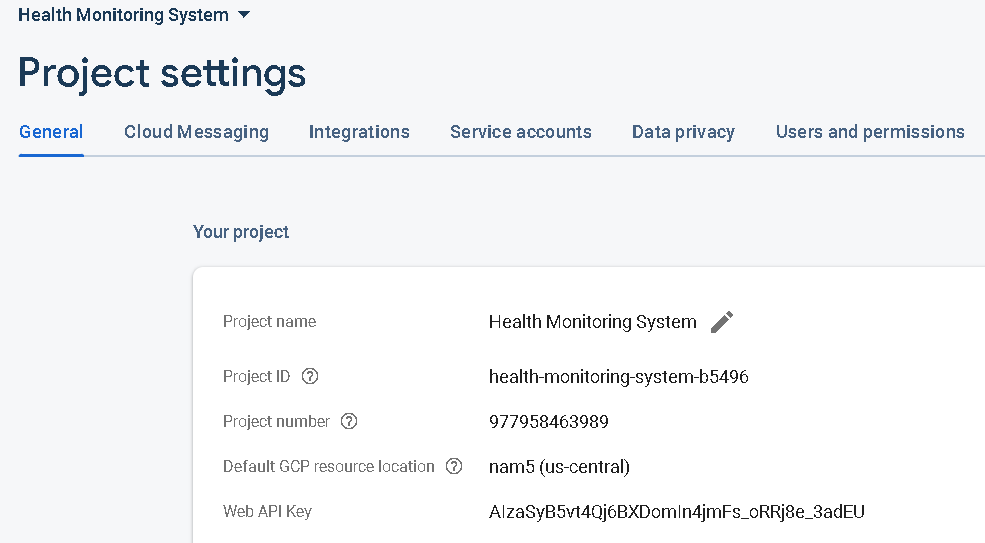 Health Monitoring System
Project settings
General Cloud Messaging Integrations Service accounts Data privacy Users and permissions
Your project
Project name Health Monitoring System
Project ID health-monitoring-system-b5496
Project number 977958463989
Default GCP resource location nam5 (us-central)
Web API Key AIzaSyB5vt4Qj6BXDomIn4jmFs_oRRj8e_3adEU